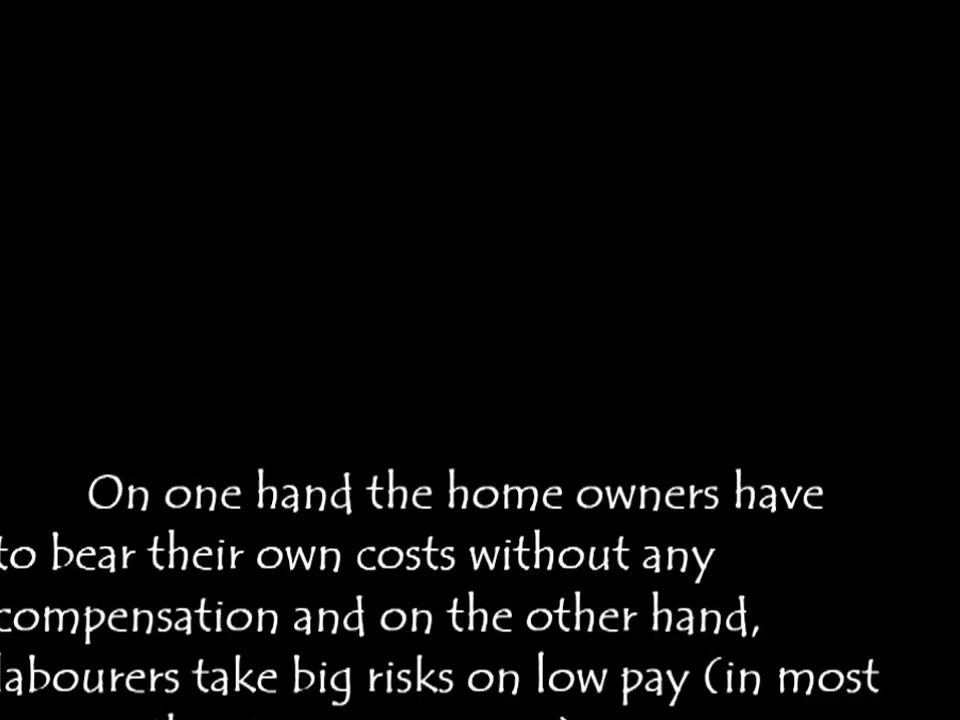 On one hand the home owners have
to bear their own costs without any
compensation and on the other hand,
labourers take big risks on low pay (in most